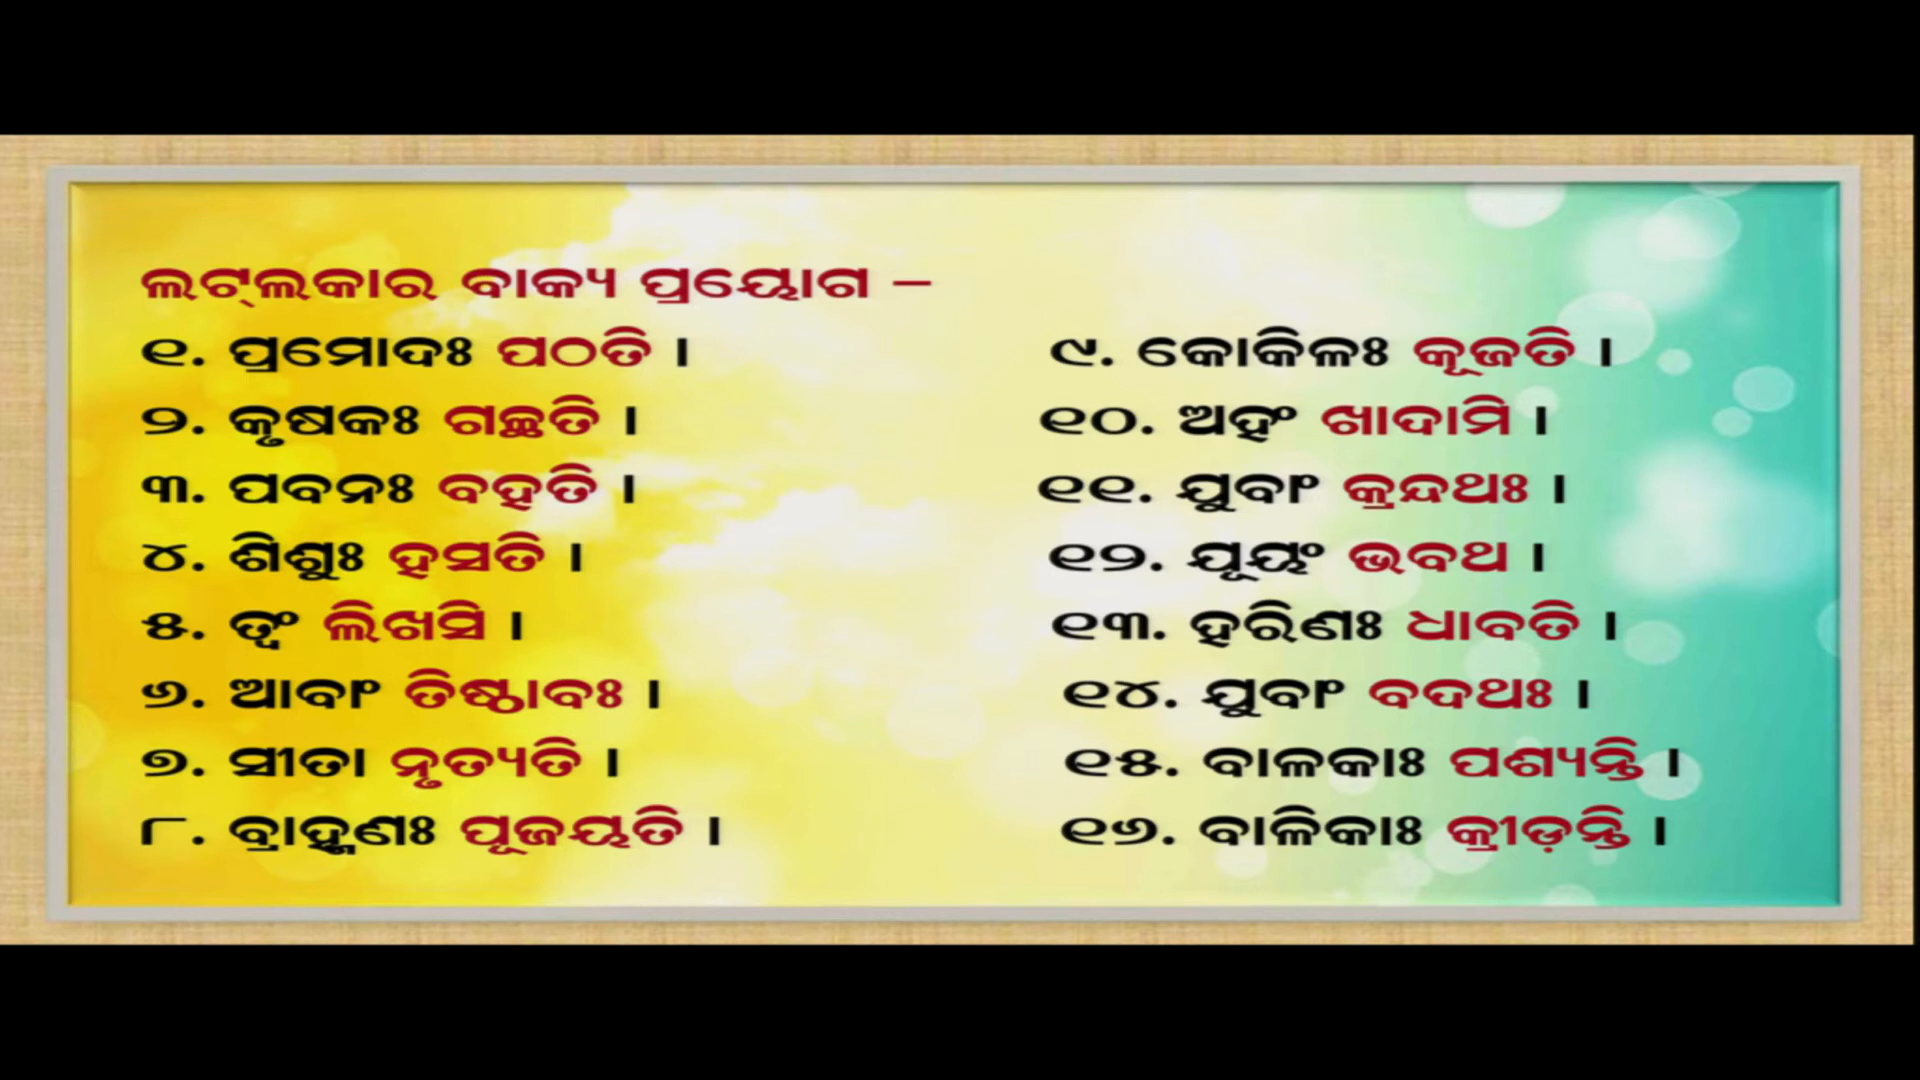 ଲଟ୍‌ଲକାର ବାକ୍ୟ ପ୍ରୟୋଗ –
୧. ପ୍ରମୋଦଃ ପଠତି ।
୨. କୃଷକଃ ଗଚ୍ଛତି ।
୩. ପବନଃ ବହତି ।
୪. ଶିଶୁଃ ହସତି ।
୫. ତ୍ୱଂ ଲିଖସି ।
୬. ଆବାଂ ତିଷ୍ଠାବଃ ।
୭. ସୀତା ନୃତ୍ୟତି ।
୮. ବ୍ରାହ୍ମଣଃ ପୂଜୟତି ।
୯. କୋକିଳଃ କୂଜତି ।
୧୦. ଅହଂ ଖାଦାମି ।
୧୧. ଯୁବାଂ କ୍ରନ୍ଦଥଃ ।
୧୨. ଯୂୟଂ ଭବଥ ।
୧୩. ହରିଣଃ ଧାବତି ।
୧୪. ଯୁବାଂ ବଦଥଃ ।
୧୫. ବାଳକାଃ ପଶ୍ୟନ୍ତି ।
୧୬. ବାଳିକାଃ କ୍ରୀଡ଼ନ୍ତି ।